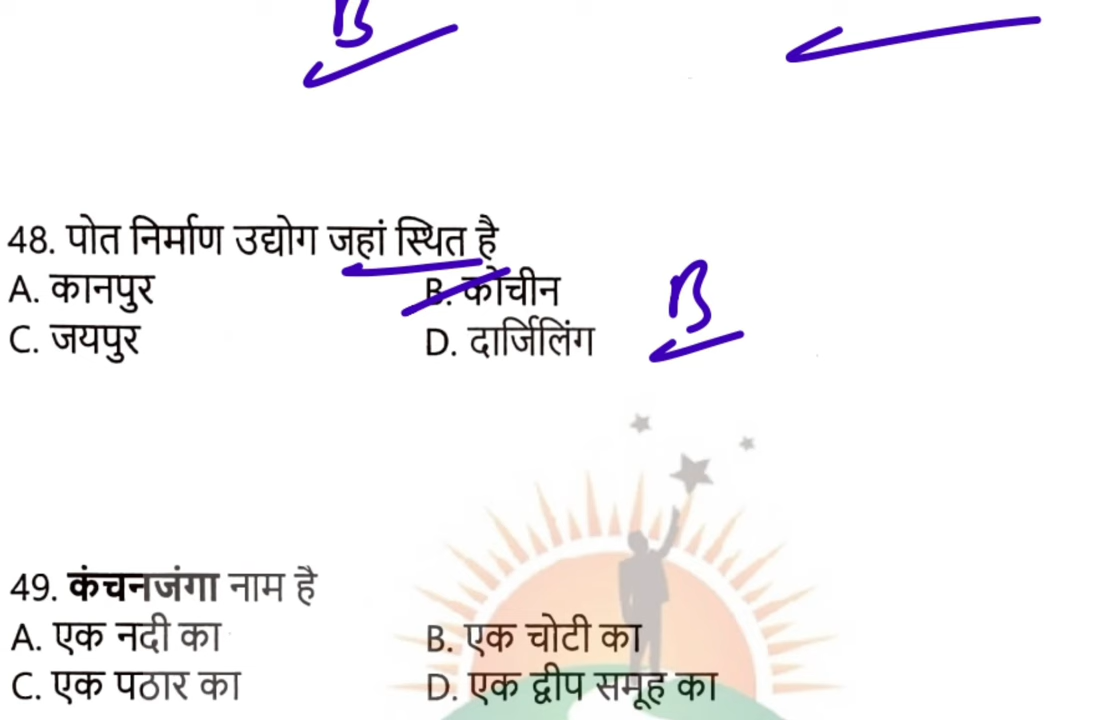 B
48. पोत निर्माण उद्योग जहां स्थित है
A. कानपुर B. कोचीन
C. जयपुर D. दार्जिलिंग
B
49. कंचनजंगा नाम है
A. एक नदी का B. एक चोटी का
C. एक पठार का D. एक द्वीप समूह का